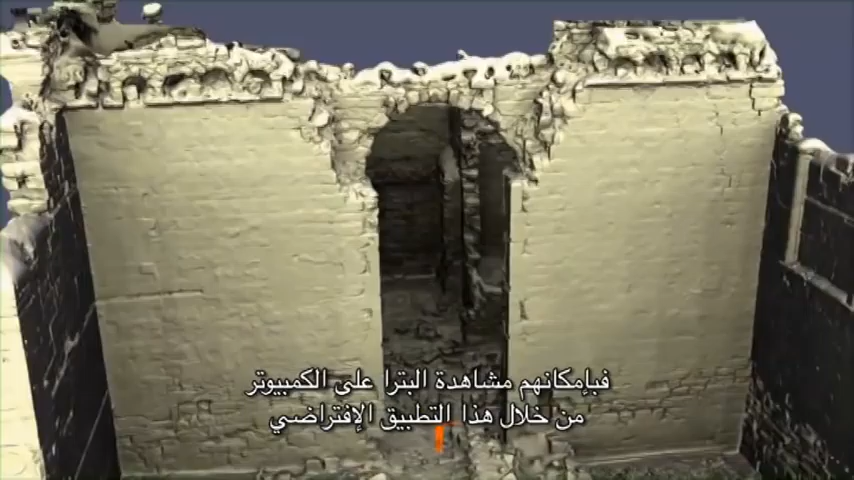 فبإمكانهم مشاهدة البترا على الكمبيوتر
من خلال هذا التطبيق الإفتراضي